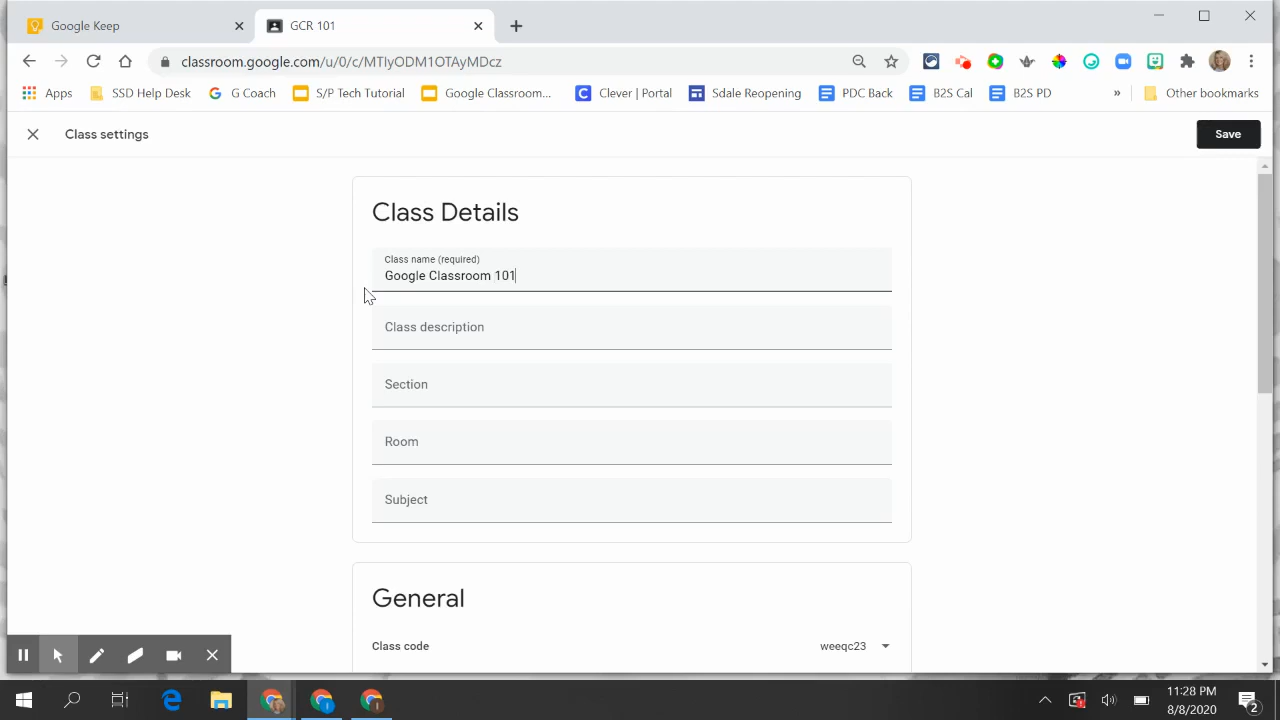 Google Keep
GCR 101
classroom.google.com/u/0/c/MTIyODM1OTAyMDcz
Apps
SSD Help Desk
G Coach
S/P Tech Tutorial
Google Classroom...
Clever | Portal
Sdale Reopening
PDC Back
B2S Cal
B2S PD
»
Other bookmarks
Class settings
Save
Class Details
Class name (required)
Google Classroom 101
Class description
Section
Room
Subject
General
Class code
weeqc23
11:28 PM
8/8/2020
2